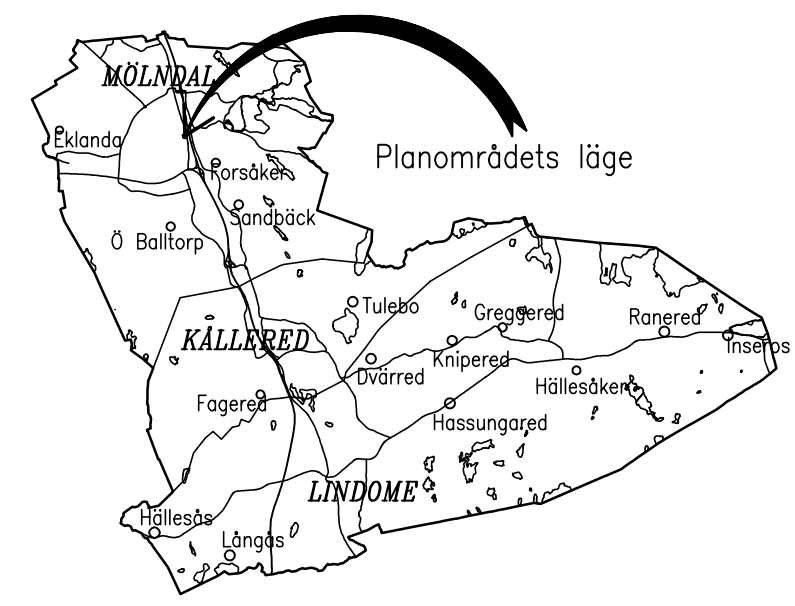 MÖLNDAL
Eklanda
Planområdets läge
Forsåker
Sandbäck
Ö Balltorp
Tulebo
Greggered
Ranered
KÅLLERED
Inseros
Knipered
Dvärred
Hällesåker
Fagered
Hassungared
LINDOME
Hällesås
Långås